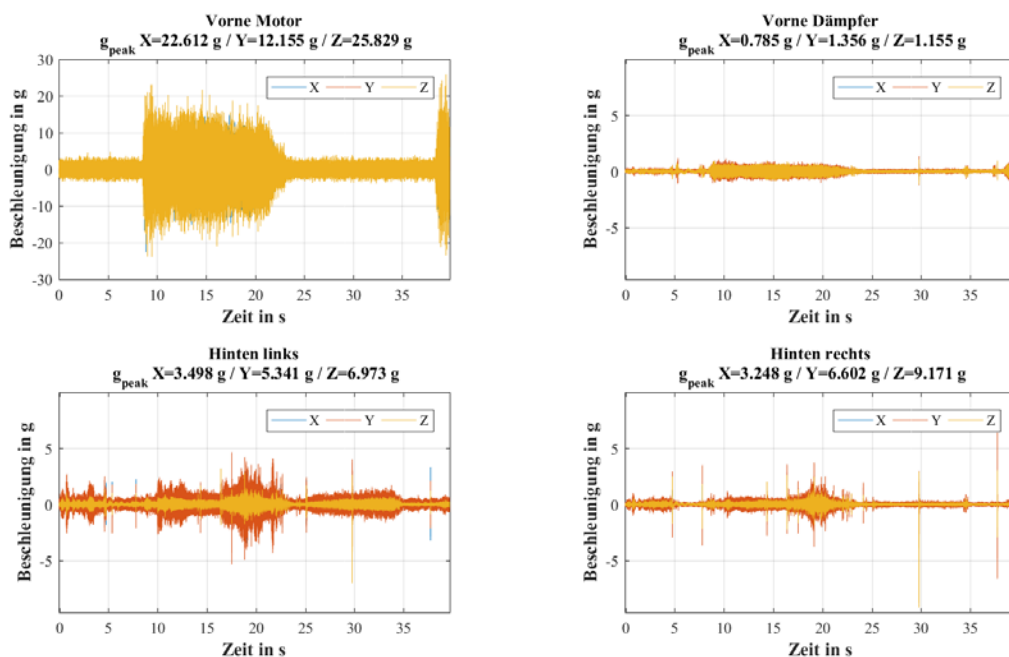 Vorne Motor
g_peak X=22.612 g / Y=12.155 g / Z=25.829 g
X Y Z
30
20
10
0
-10
-20
-30
Beschleunigung in g
0 5 10 15 20 25 30 35
Zeit in s
Vorne Dämpfer
g_peak X=0.785 g / Y=1.356 g / Z=1.155 g
X Y Z
5
0
-5
Beschleunigung in g
0 5 10 15 20 25 30 35
Zeit in s
Hinten links
g_peak X=3.498 g / Y=5.341 g / Z=6.973 g
X Y Z
5
0
-5
Beschleunigung in g
0 5 10 15 20 25 30 35
Zeit in s
Hinten rechts
g_peak X=3.248 g / Y=6.602 g / Z=9.171 g
X Y Z
5
0
-5
Beschleunigung in g
0 5 10 15 20 25 30 35
Zeit in s